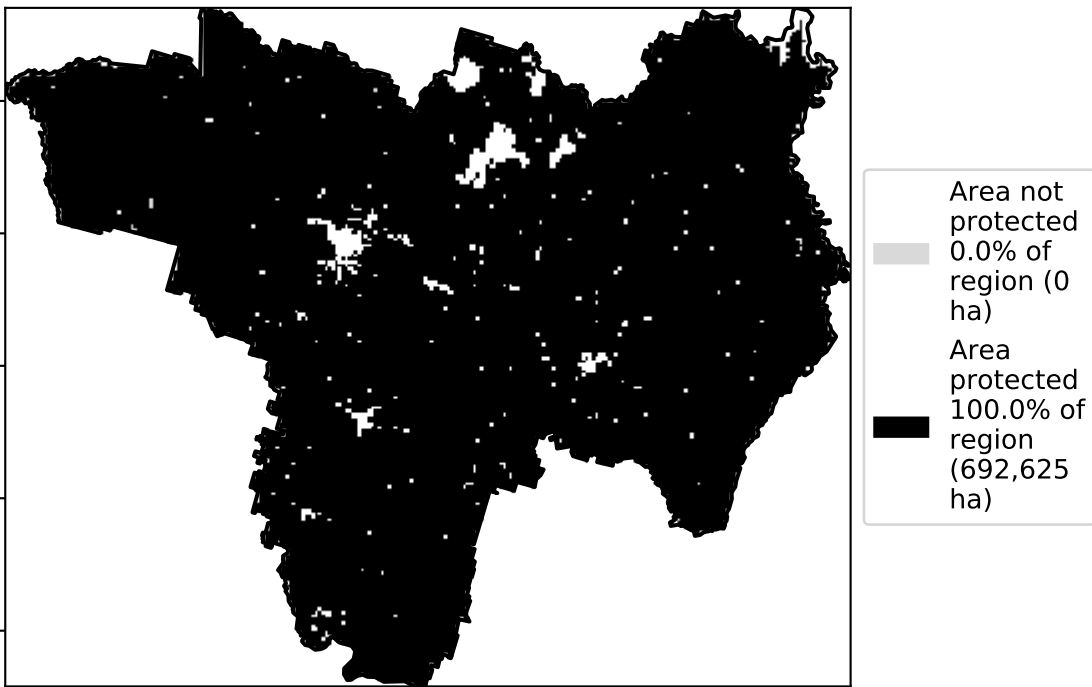 Area not
protected
0.0% of
region (0
ha)
Area
protected
100.0% of
region
(692,625
ha)